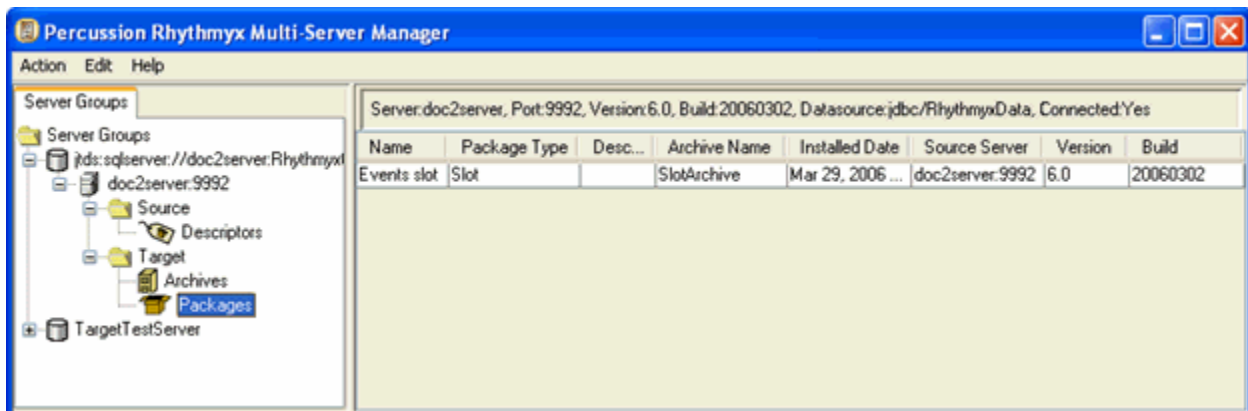 Percussion Rhythmyx Multi-Server Manager
Action Edit Help
Server Groups
Server Groups
jtds:sqlserver://doc2server:Rhythmyx
doc2server:9992
Source
Descriptors
Target
Archives
Packages
TargetTestServer
Server:doc2server, Port:9992, Version:6.0, Build:20060302, Datasource:jdbc/RhythmyxData, Connected:Yes
Name Package Type Desc... Archive Name Installed Date Source Server Version Build
Events slot Slot SlotArchive Mar 29, 2006 ... doc2server:9992 6.0 20060302